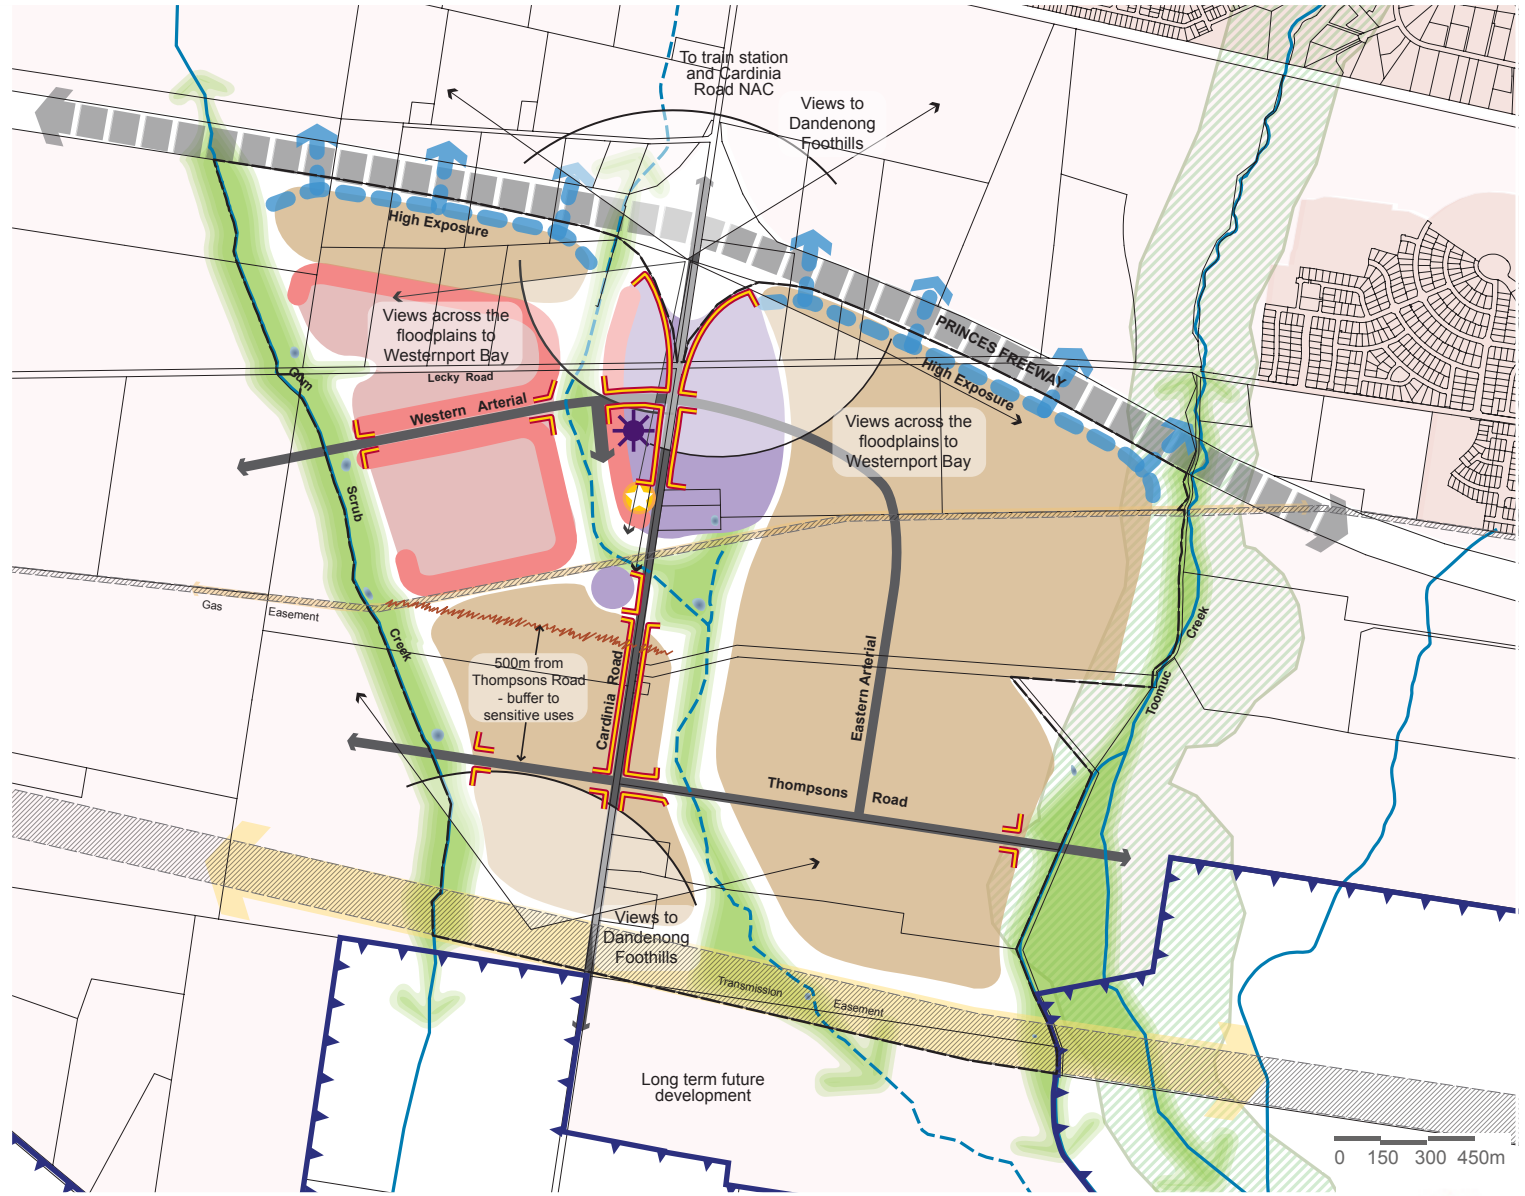 To train station
and Cardinia
Road NAC
Views to
Dandenong
Foothills
High Exposure
PRINCES FREEWAY
High Exposure
Views across the
floodplains to
Westernport Bay
Lecky Road
Western Arterial
Gum
Scrub
Creek
Views across the
floodplains to
Westernport Bay
Gas Easement
500m from
Thompsons Road
- buffer to
sensitive uses
Cardinia Road
Eastern Arterial
Toomuc Creek
Thompsons Road
Views to
Dandenong
Foothills
Transmission Easement
Long term future
development
0 150 300 450m